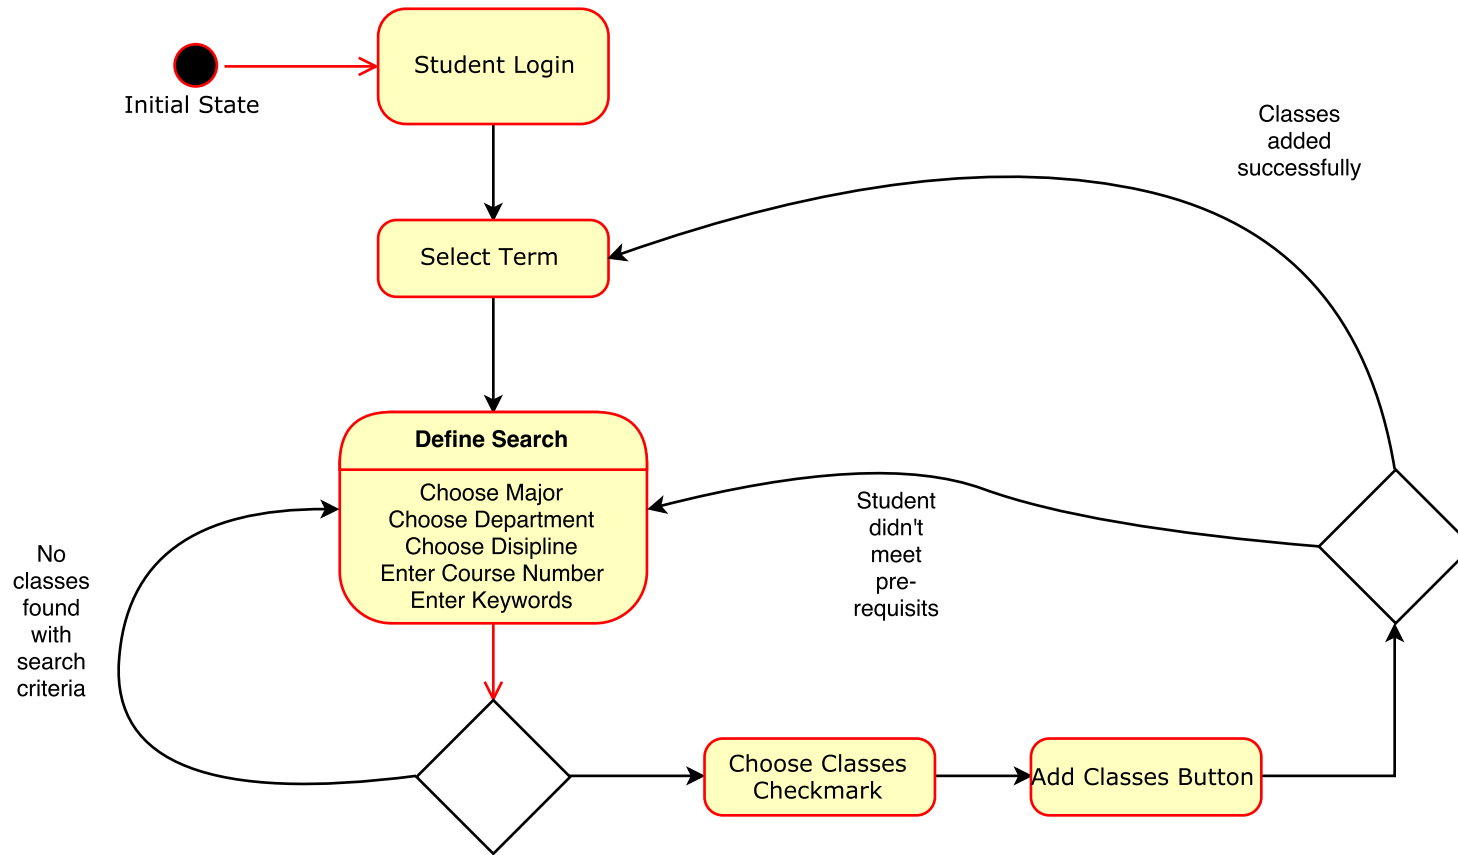 Student Login
Initial State
Classes
added
successfully
Select Term
Define Search
Choose Major
Choose Department
Choose Disipline
Enter Course Number
Enter Keywords
Student
didn't
meet
pre-
requisits
No
classes
found
with
search
criteria
Choose Classes
Checkmark
Add Classes Button